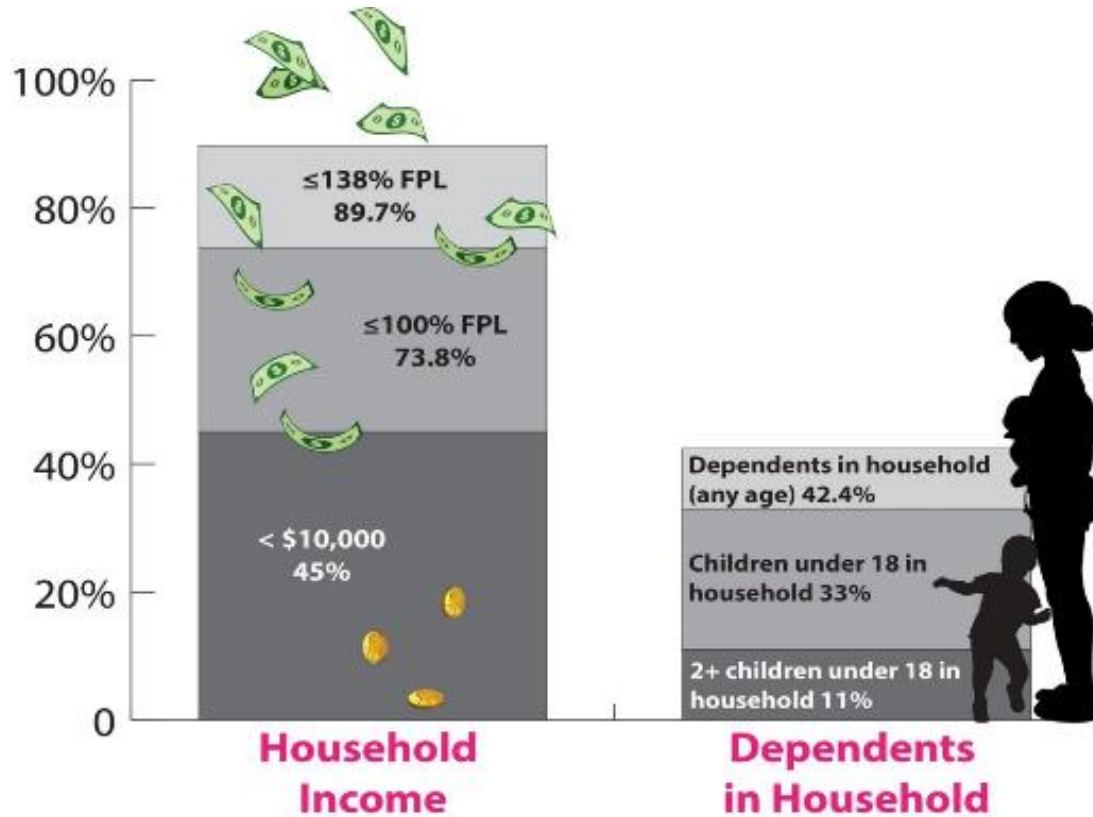 100%
80%
60%
40%
20%
0
≤138% FPL
89.7%
≤100% FPL
73.8%
< $10,000
45%
Dependents in household
(any age) 42.4%
Children under 18 in
household 33%
2+ children under 18 in
household 11%
Household
Income
Dependents
in Household